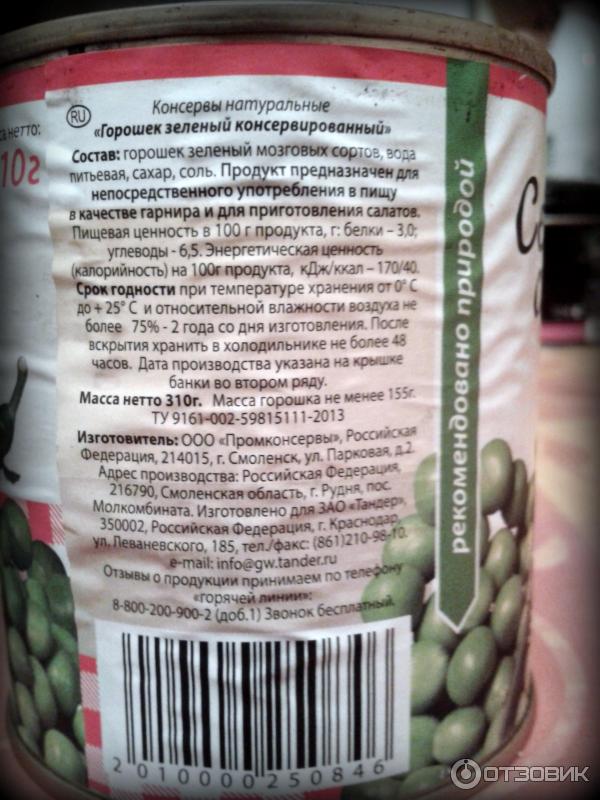 са нетто:
10г
RU
Консервы натуральные
«Горошек зеленый консервированный»
Состав: горошек зеленый мозговых сортов, вода
питьевая, сахар, соль. Продукт предназначен для
непосредственного употребления в пищу
в качестве гарнира и для приготовления салатов.
Пищевая ценность в 100 г продукта, г: белки – 3,0;
углеводы - 6,5. Энергетическая ценность
(калорийность) на 100г продукта, кДж/ккал – 170/40.
Срок годности при температуре хранения от 0° С
до + 25° С и относительной влажности воздуха не
более 75% - 2 года со дня изготовления. После
вскрытия хранить в холодильнике не более 48
часов. Дата производства указана на крышке
банки во втором ряду.
Масса нетто 310г. Масса горошка не менее 155г.
ТУ 9161-002-59815111-2013
Изготовитель: ООО «Промконсервы», Российская
Федерация, 214015, г. Смоленск, ул. Парковая, д.2.
Адрес производства: Российская Федерация,
216790, Смоленская область, г. Рудня, пос.
Молкомбината. Изготовлено для ЗАО «Тандер»,
350002, Российская Федерация, г. Краснодар,
ул. Леваневского, 185, тел./факс: (861)210-98-10.
e-mail: info@gw.tander.ru
Отзывы о продукции принимаем по телефону
«горячей линии»:
8-800-200-900-2 (доб.1) Звонок бесплатный.
2010000250846
рекомендовано природой
ОТЗОВИК